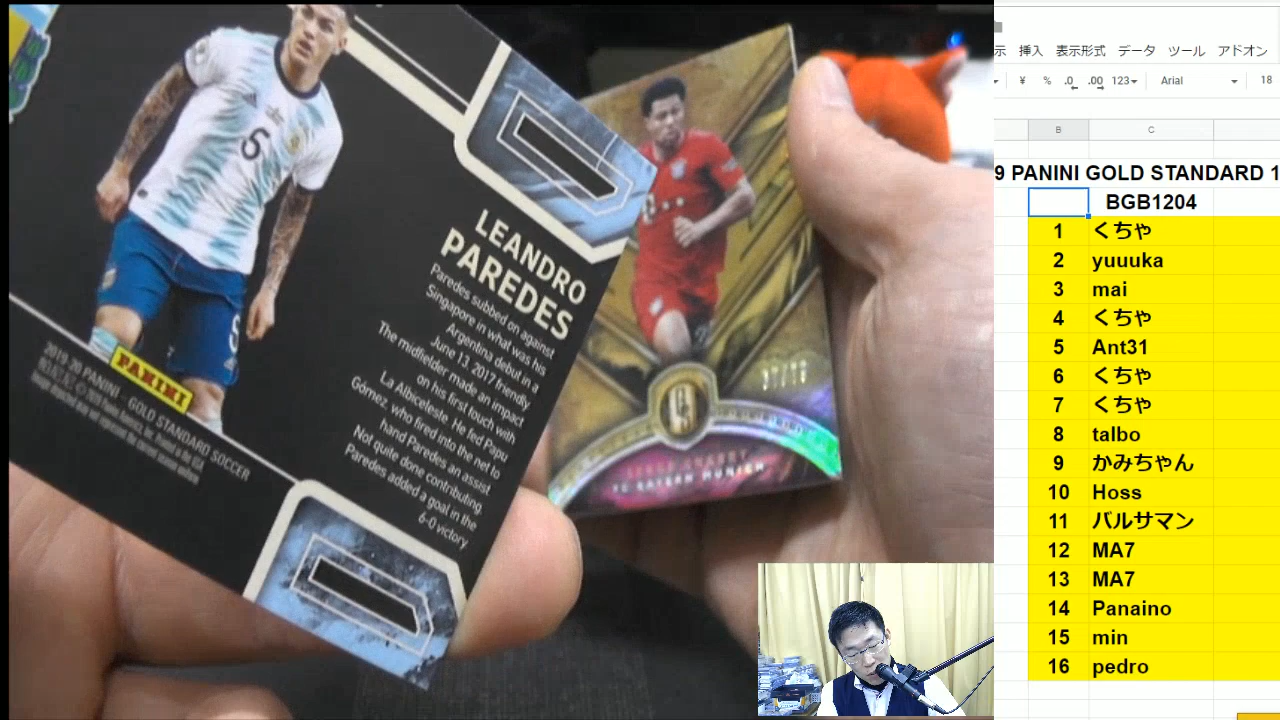 6
LEANDRO
PAREDES
Paredes subbed on against
Singapore in what was his
Argentina debut in a
June 13, 2017 friendly.
The midfielder made an impact
on his first touch with
La Albiceleste. He fed Papu
Gómez, who fired into the net to
hand Paredes an assist.
Not quite done contributing,
Paredes added a goal in the
6-0 victory
PANINI
2019-20 PANINI – GOLD STANDARD SOCCER
FC BAYERN MUNICH
示 挿入 表示形式 データ ツール アドオン
¥ % .0 .00 123 Arial 18
B C
9 PANINI GOLD STANDARD 1
BGB1204
1 くちゃ
2 yuuuka
3 mai
4 くちゃ
5 Ant31
6 くちゃ
7 くちゃ
8 talbo
9 かみちゃん
10 Hoss
11 バルサマン
12 MA7
13 MA7
14 Panaino
15 min
16 pedro